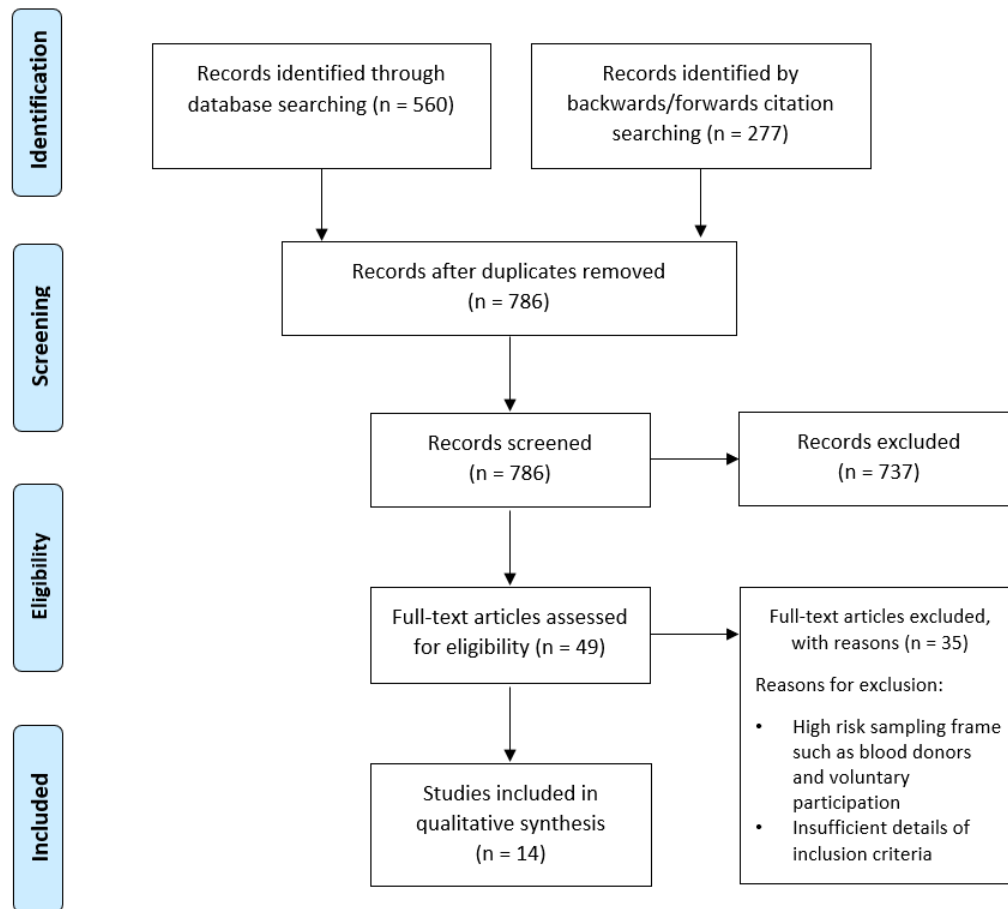 Identification
Records identified through
database searching (n = 560)
Records identified by
backwards/forwards citation
searching (n = 277)
Screening
Records after duplicates removed
(n = 786)
Records screened
(n = 786)
Records excluded
(n = 737)
Eligibility
Full-text articles assessed
for eligibility (n = 49)
Full-text articles excluded,
with reasons (n = 35)
Reasons for exclusion:
• High risk sampling frame
such as blood donors
and voluntary
participation
• Insufficient details of
inclusion criteria
Included
Studies included in
qualitative synthesis
(n = 14)